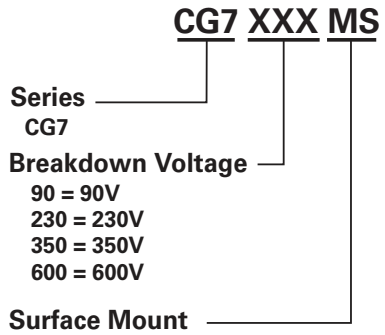 CG7 XXX MS
Series
CG7
Breakdown Voltage
90 = 90V
230 = 230V
350 = 350V
600 = 600V
Surface Mount